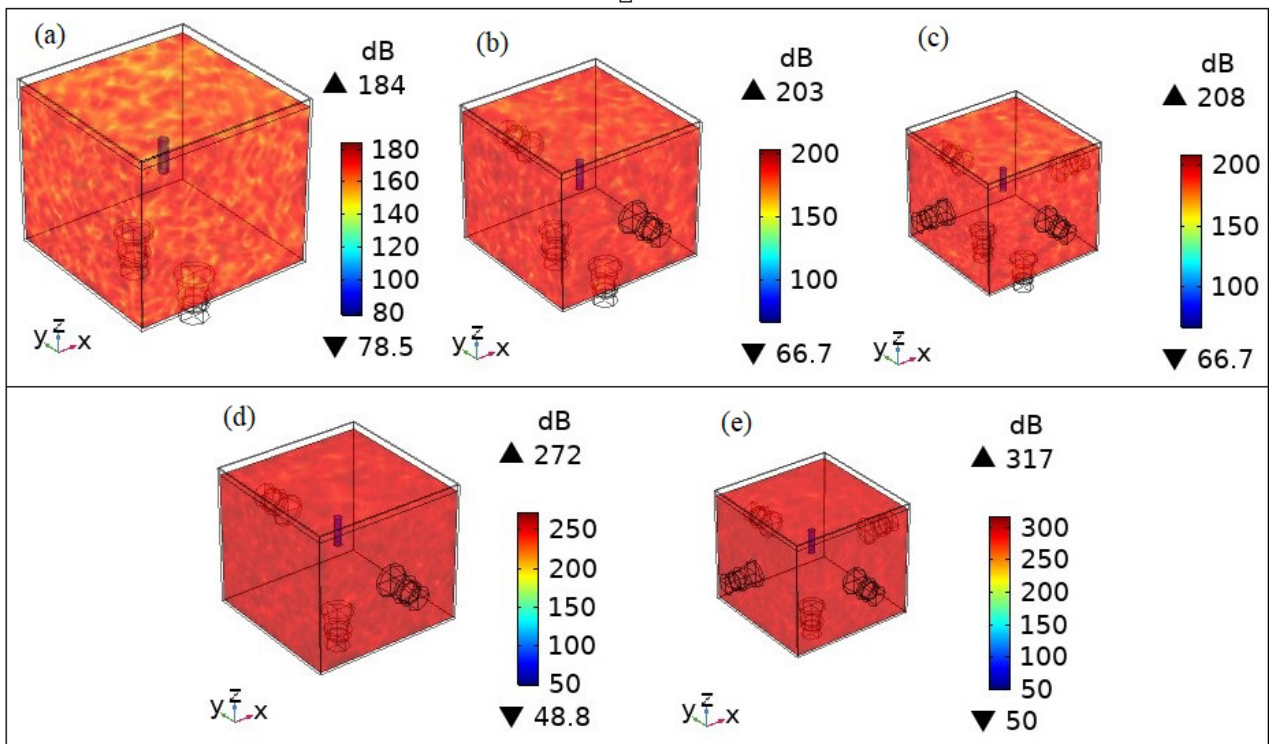 (a)
dB
▲ 184
180
160
140
120
100
80
▼ 78.5
y z x
(b)
dB
▲ 203
200
150
100
▼ 66.7
y z x
(c)
dB
▲ 208
200
150
100
▼ 66.7
y z x
(d)
dB
▲ 272
250
200
150
100
50
▼ 48.8
y z x
(e)
dB
▲ 317
300
250
200
150
100
50
▼ 50
y z x